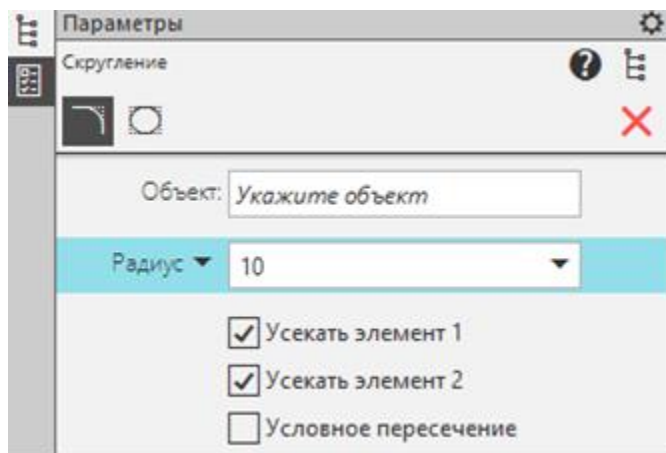 Параметры
Скругление
Объект: Укажите объект
Радиус 10
Усекать элемент 1
Усекать элемент 2
Условное пересечение